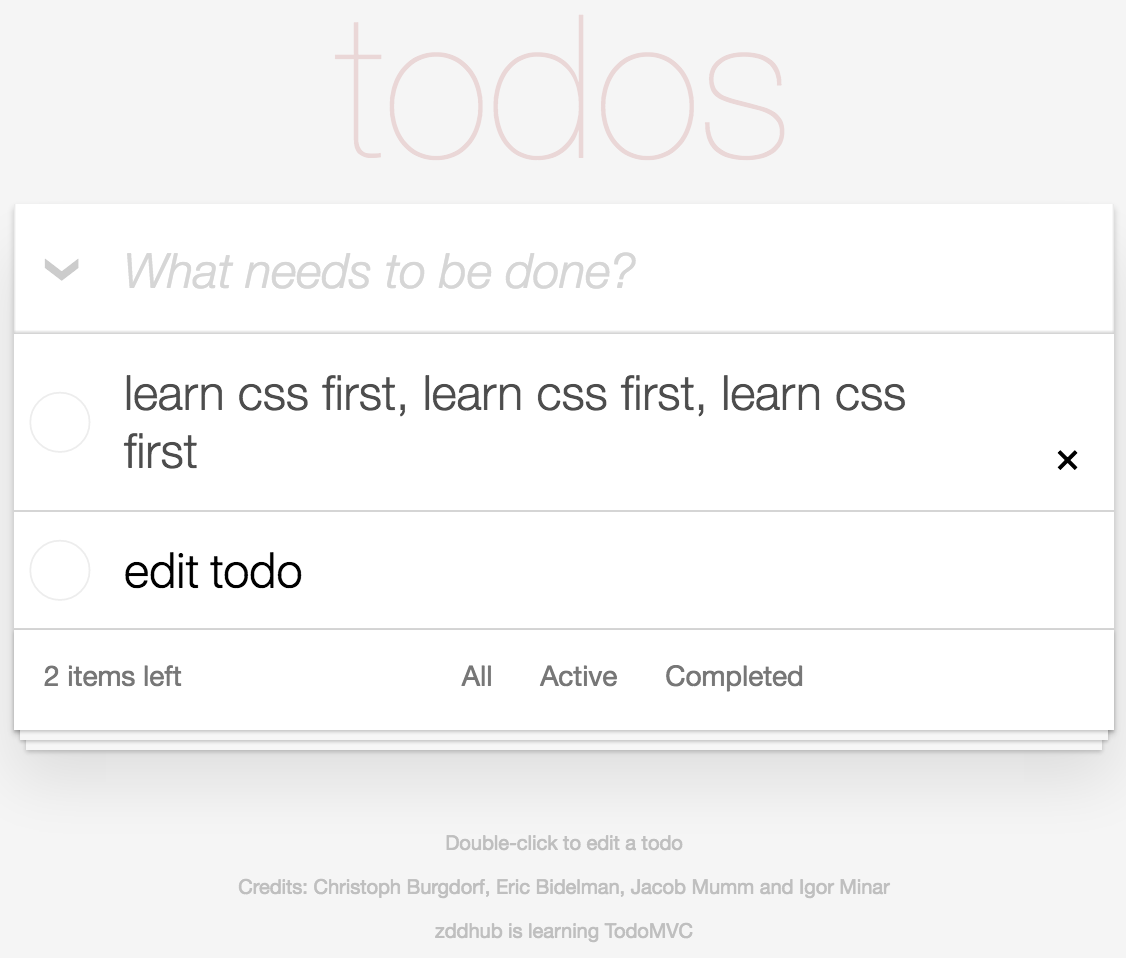 todos
What needs to be done?
learn css first, learn css first, learn css
first
×
edit todo
2 items left All Active Completed
Double-click to edit a todo
Credits: Christoph Burgdorf, Eric Bidelman, Jacob Mumm and Igor Minar
zddhub is learning TodoMVC